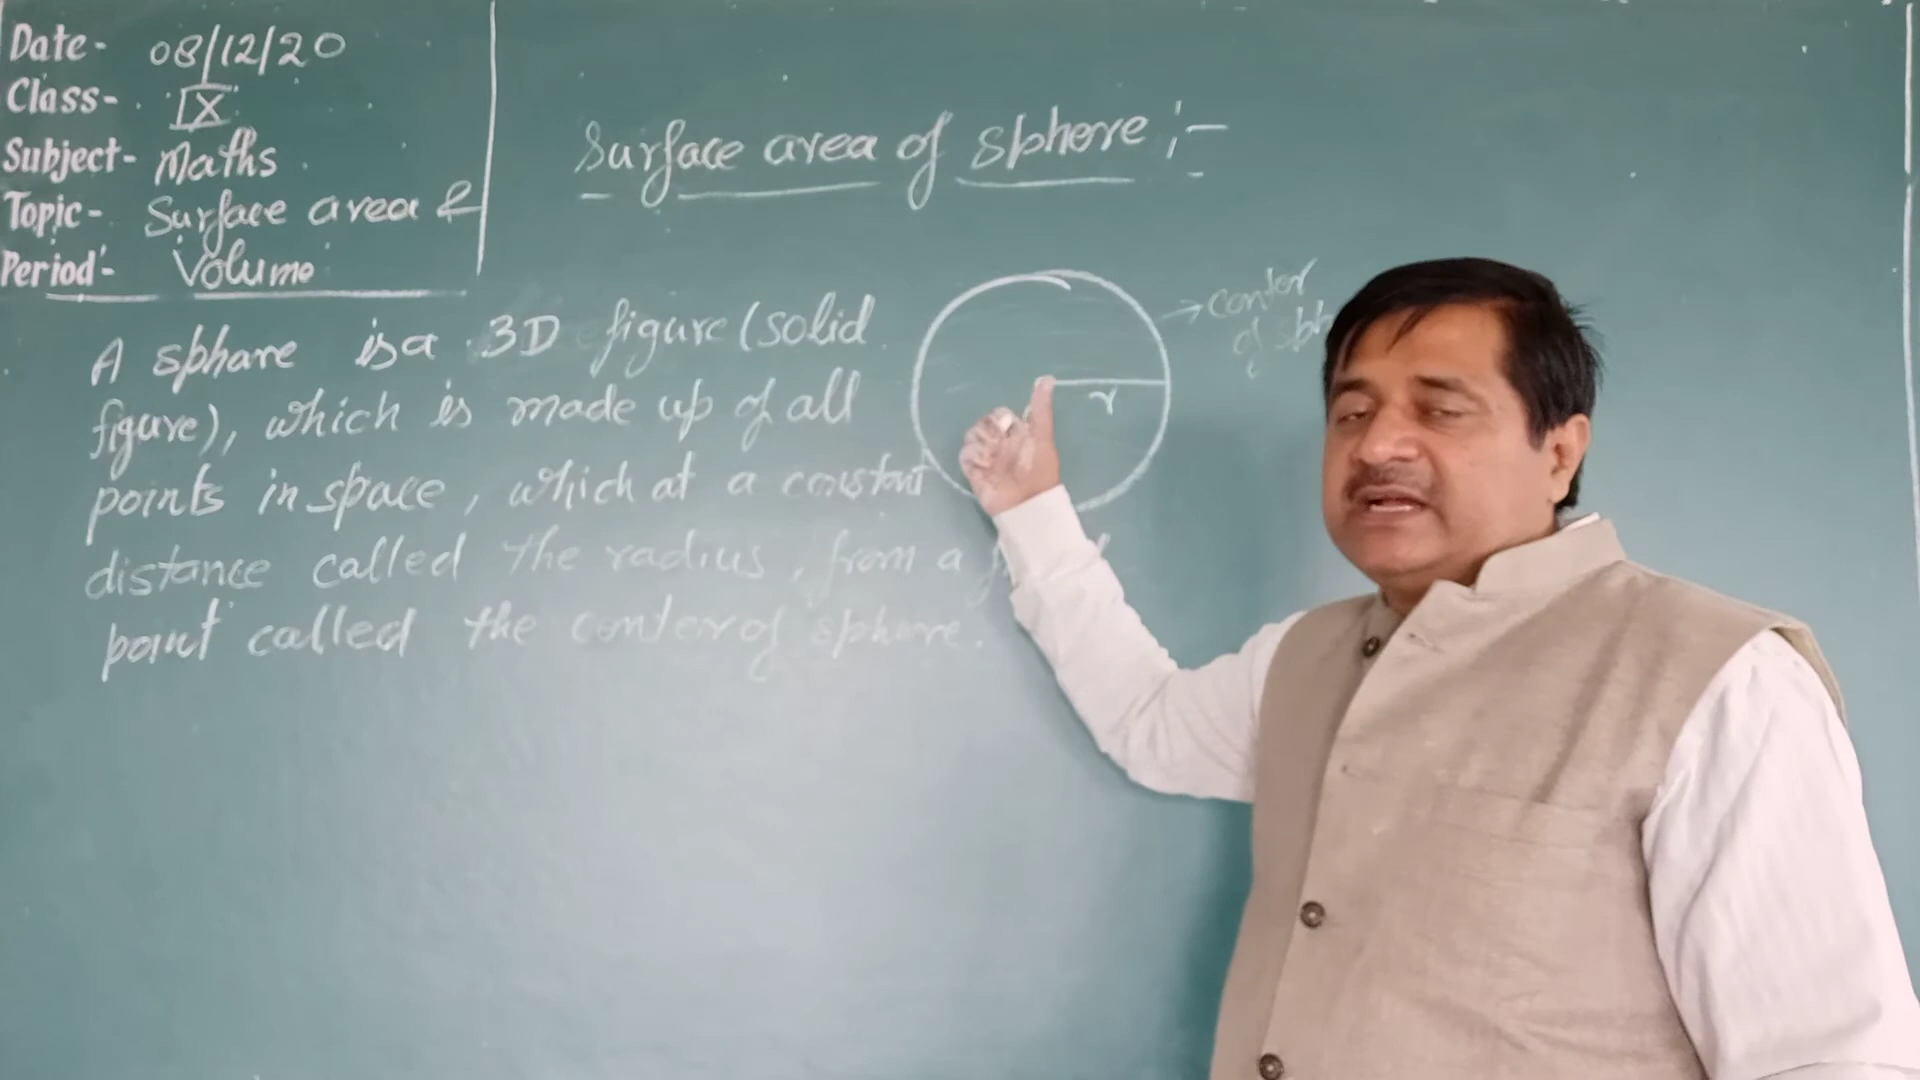 Date- 08/12/20
Class- IX
Subject- Maths
Topic- Surface area &
Period- Volume
Surface area of sphere :-
A sphare is a 3D figure (solid
figure), which is made up of all
points in space, which at a constant
distance called the radius, from a
point called the center of sphere.
→ center
of
r